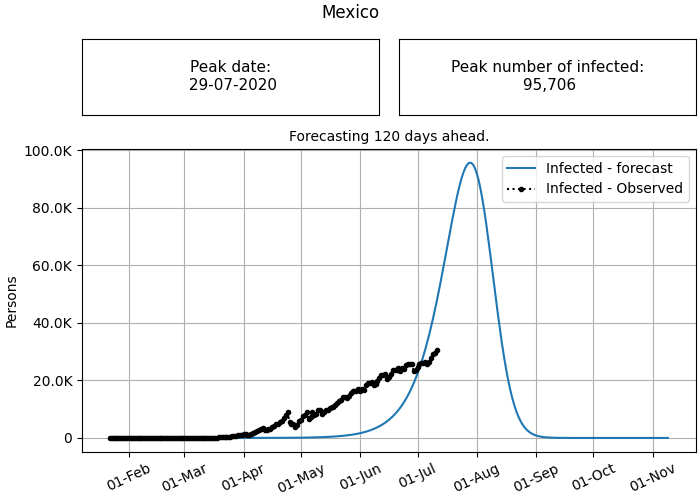 Mexico
Peak date:
29-07-2020
Peak number of infected:
95,706
Forecasting 120 days ahead.
100.0K
80.0K
60.0K
40.0K
20.0K
0
Persons
Infected - forecast
Infected - Observed
01-Feb
01-Mar
01-Apr
01-May
01-Jun
01-Jul
01-Aug
01-Sep
01-Oct
01-Nov